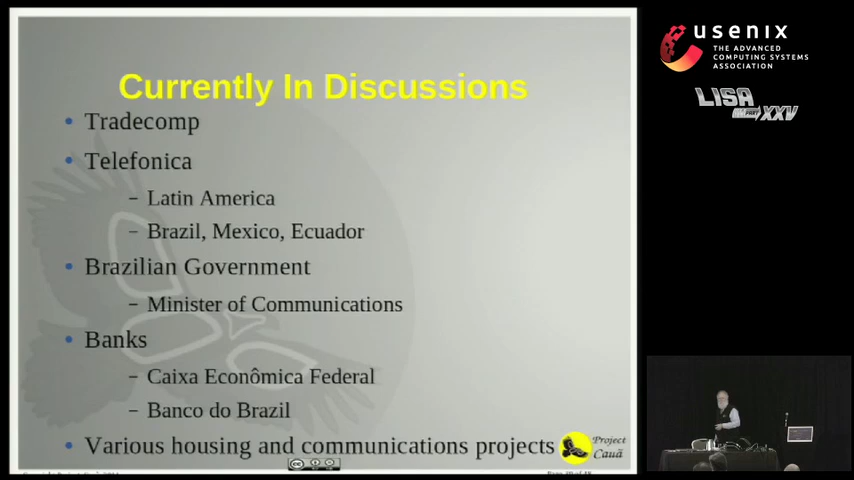 Currently In Discussions
Tradecomp
Telefonica
– Latin America
– Brazil, Mexico, Ecuador
Brazilian Government
– Minister of Communications
Banks
– Caixa Econômica Federal
– Banco do Brazil
Various housing and communications projects
Project
Cauã
usenix
THE ADVANCED
COMPUTING SYSTEMS
ASSOCIATION
LISA
XXV